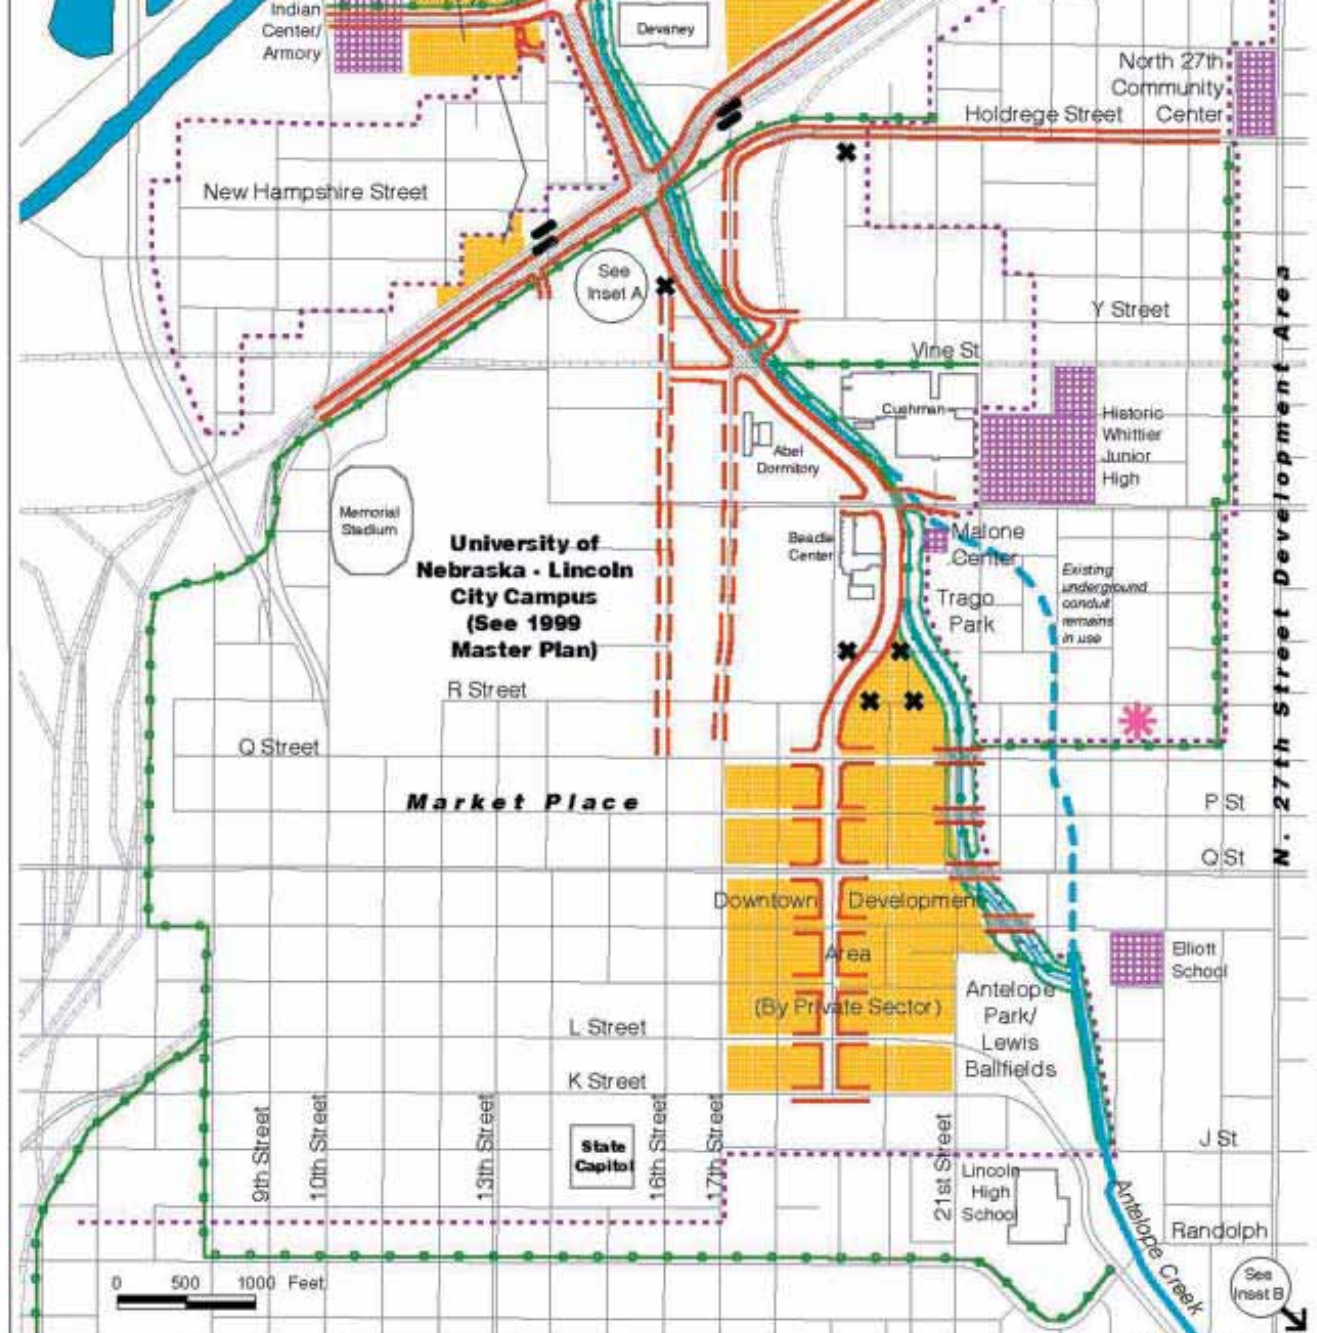 Indian
Center/
Armory
Devaney
North 27th
Community
Center
Holdrege Street
New Hampshire Street
See
Inset A
Y Street
Vine St
Cushman
Historic
Whittier
Junior
High
Abel
Dormitory
Memorial
Stadium
University of
Nebraska - Lincoln
City Campus
(See 1999
Master Plan)
Beadle
Center
Malone
Center
Trago
Park
Existing
underground
conduit
remains
in use
N. 27th Street Development Area
R Street
Q Street
Market Place
P St
O St
Downtown Development
Area
(By Private Sector)
Elliott
School
Antelope
Park/
Lewis
Ballfields
L Street
K Street
9th Street
10th Street
13th Street
16th Street
17th Street
21st Street
State
Capitol
J St
Lincoln
High
School
Antelope Creek
Randolph
See
Inset B
0 500 1000 Feet